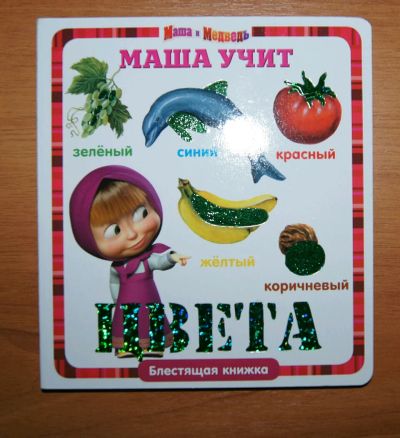 Маша и Медведь
МАША УЧИТ
зелёный
синий
красный
жёлтый
коричневый
ЦВЕТА
Блестящая книжка